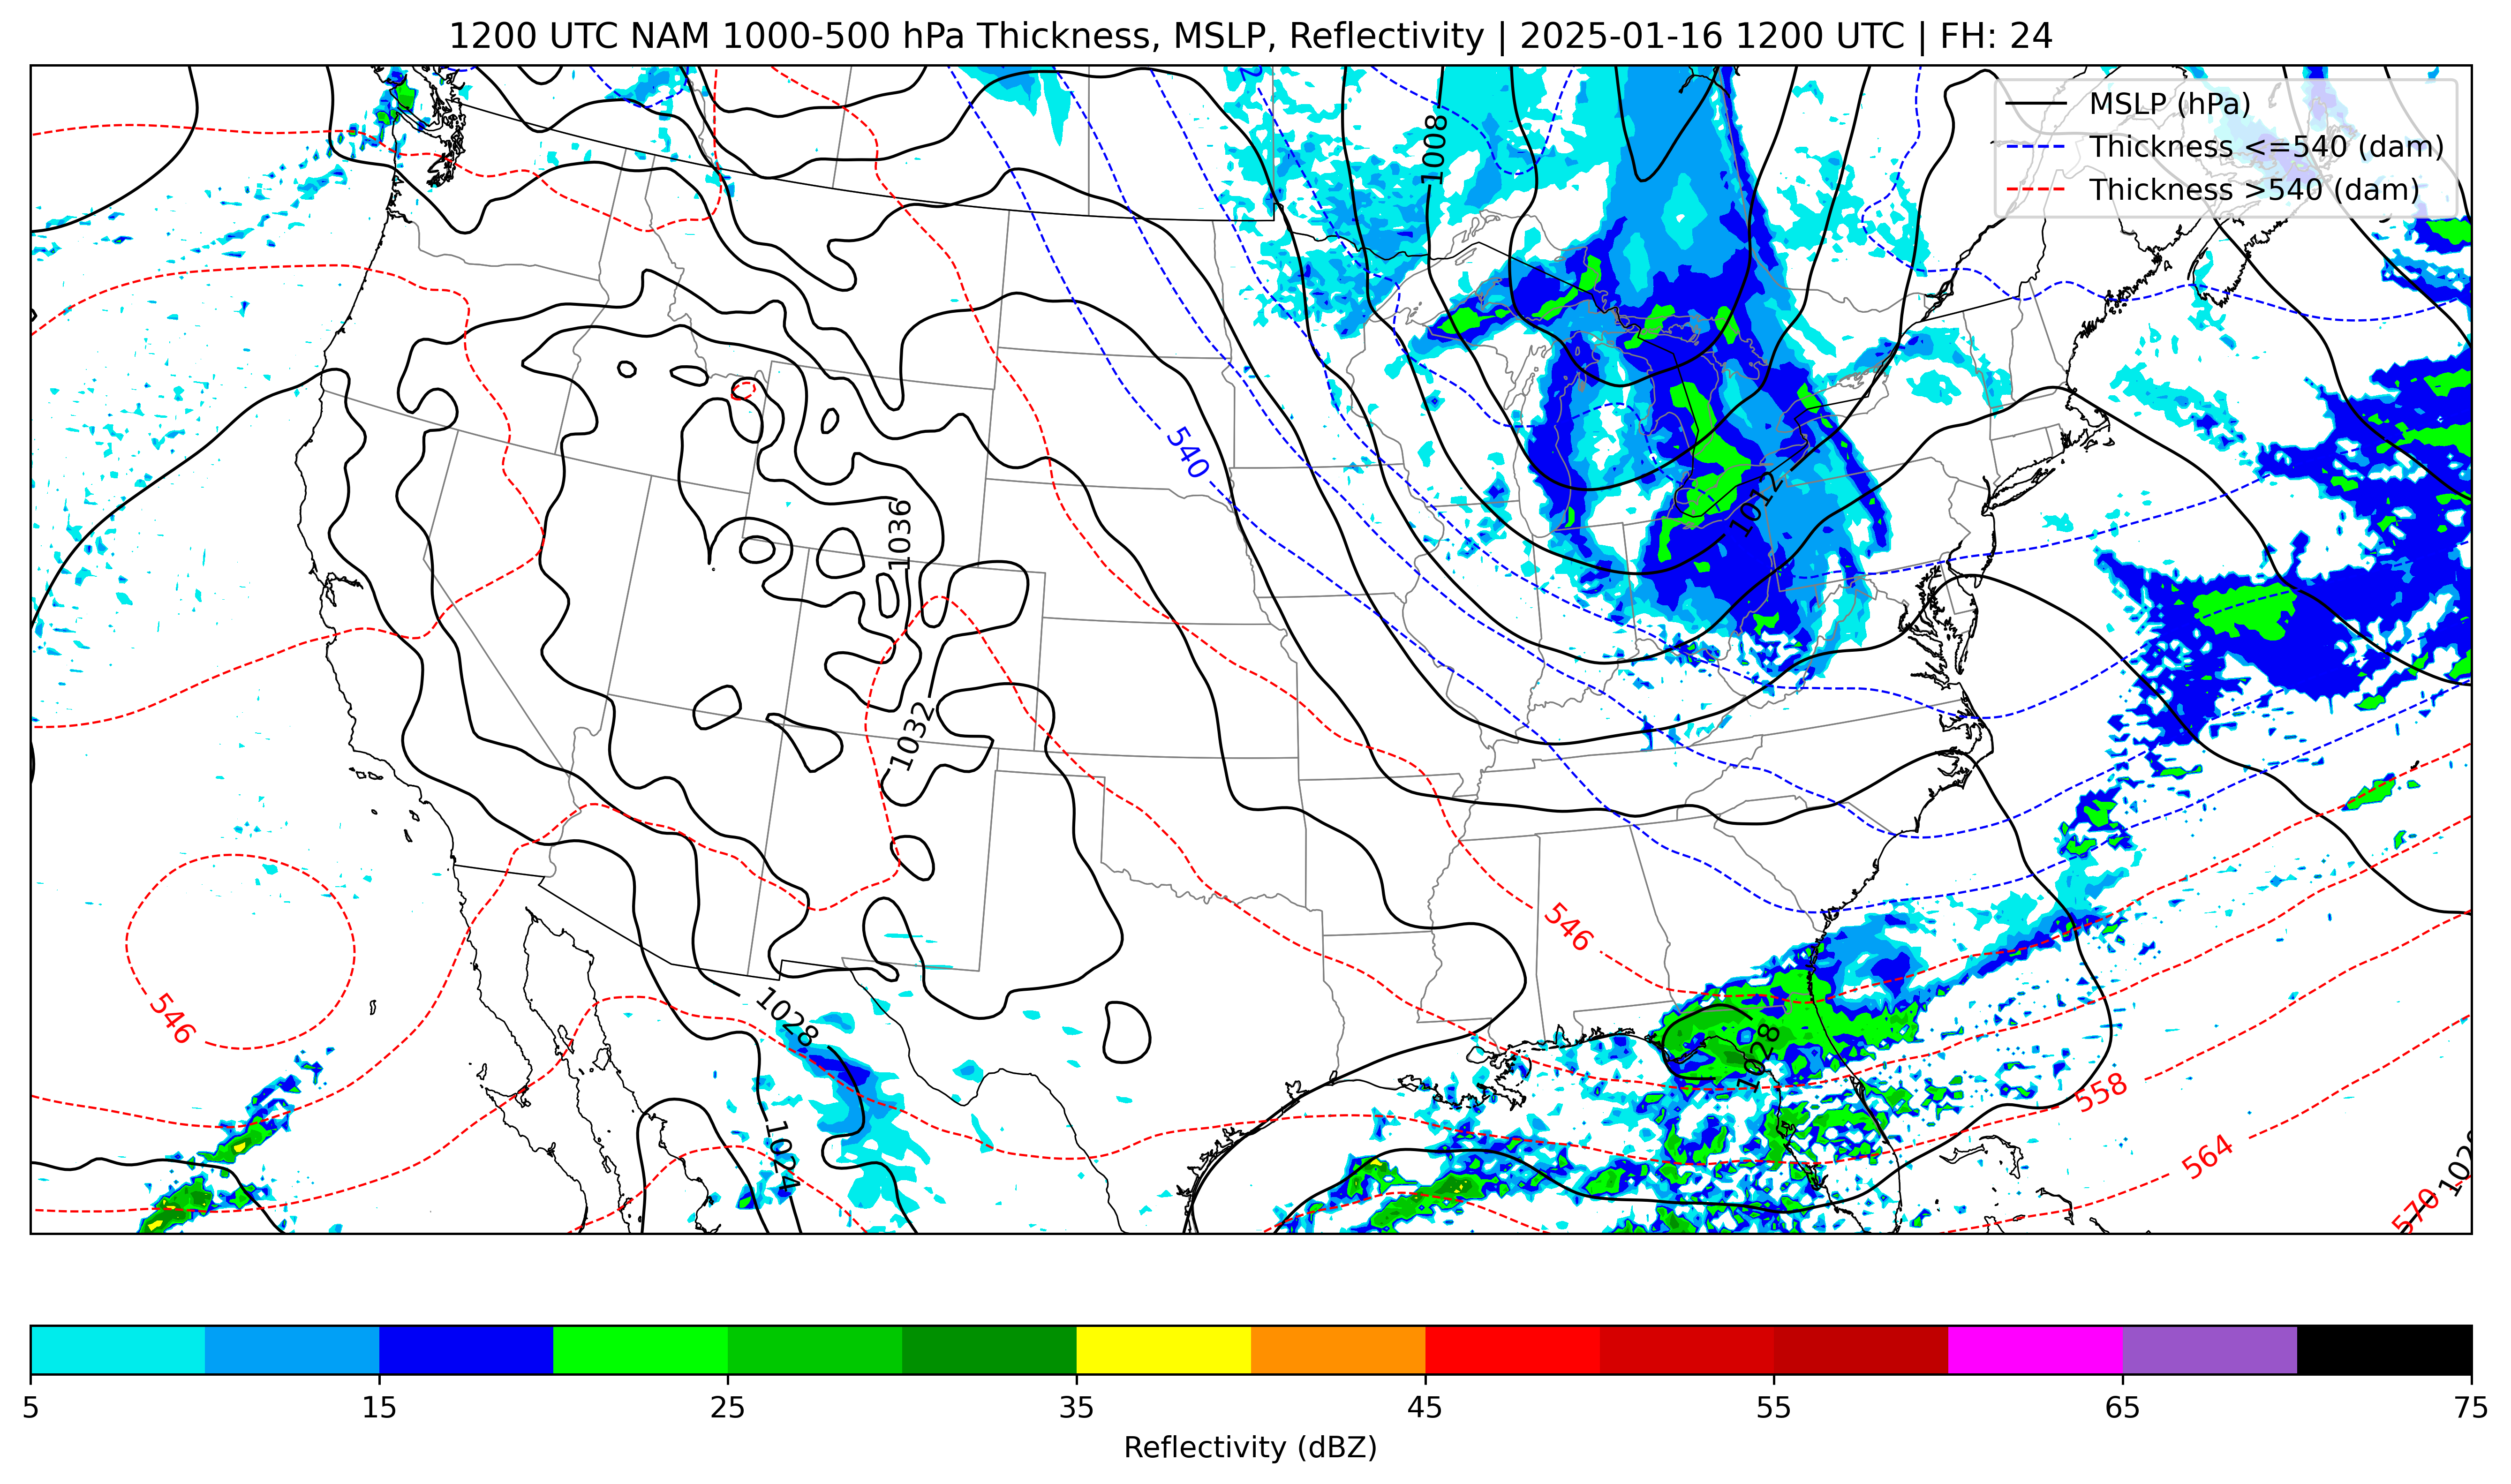 1200 UTC NAM 1000-500 hPa Thickness, MSLP, Reflectivity | 2025-01-16 1200 UTC | FH: 24
MSLP (hPa)
Thickness <=540 (dam)
Thickness >540 (dam)
1008
540
1012
1036
1032
546
546
1028
1028
1024
558
564
570
5 15 25 35 45 55 65 75
Reflectivity (dBZ)